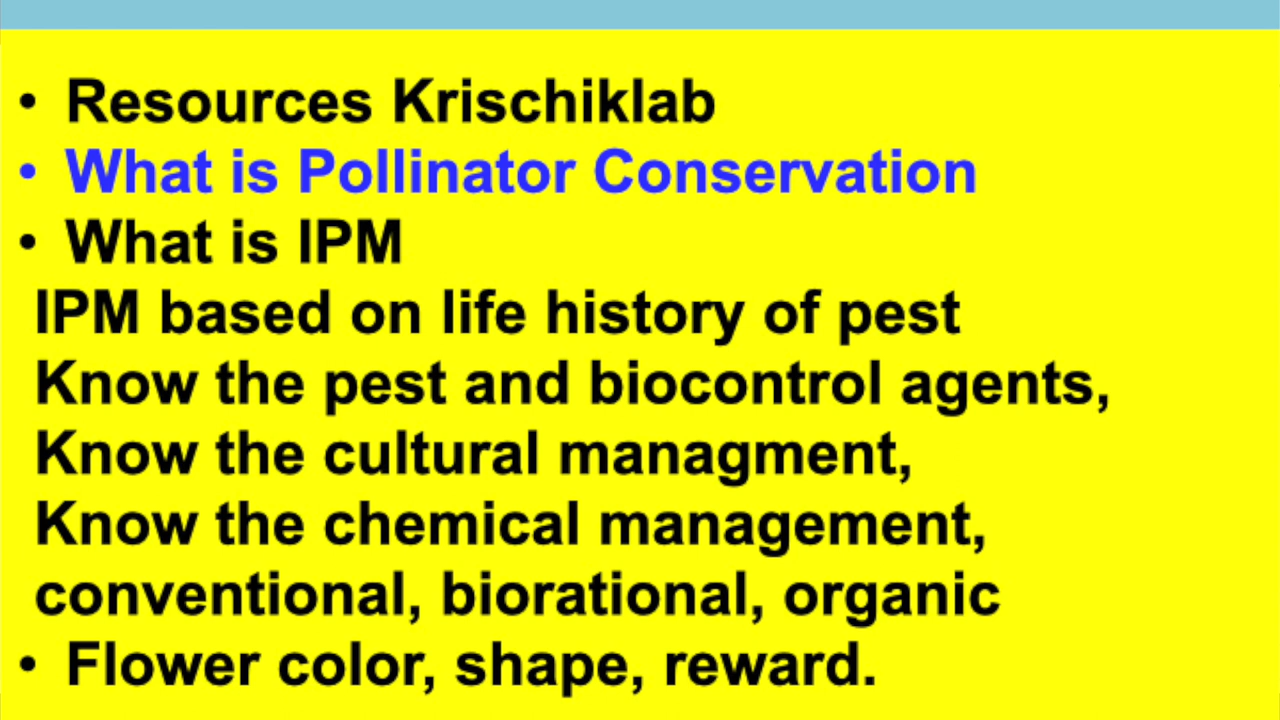 • Resources Krischiklab
• What is Pollinator Conservation
• What is IPM
IPM based on life history of pest
Know the pest and biocontrol agents,
Know the cultural managment,
Know the chemical management,
conventional, biorational, organic
• Flower color, shape, reward.